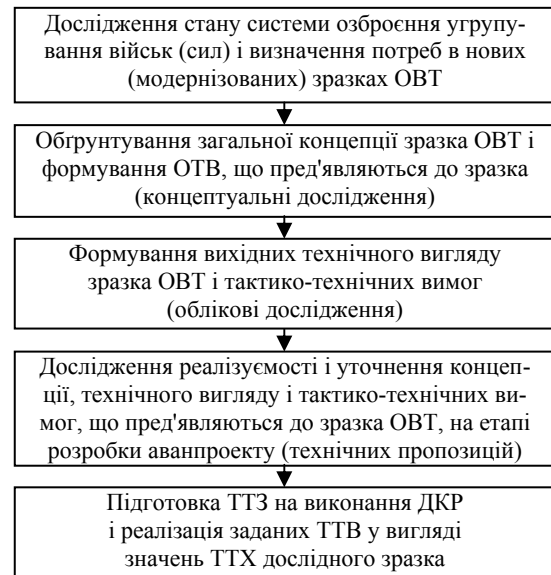 Дослідження стану системи озброєння угрупу-
вання військ (сил) і визначення потреб в нових
(модернізованих) зразках ОВТ
Обґрунтування загальної концепції зразка ОВТ і
формування ОТВ, що пред'являються до зразка
(концептуальні дослідження)
Формування вихідних технічного вигляду
зразка ОВТ і тактико-технічних вимог
(облікові дослідження)
Дослідження реалізуємості і уточнення концеп-
ції, технічного вигляду і тактико-технічних ви-
мог, що пред'являються до зразка ОВТ, на етапі
розробки аванпроекту (технічних пропозицій)
Підготовка ТТЗ на виконання ДКР
і реалізація заданих ТТВ у вигляді
значень ТТХ дослідного зразка